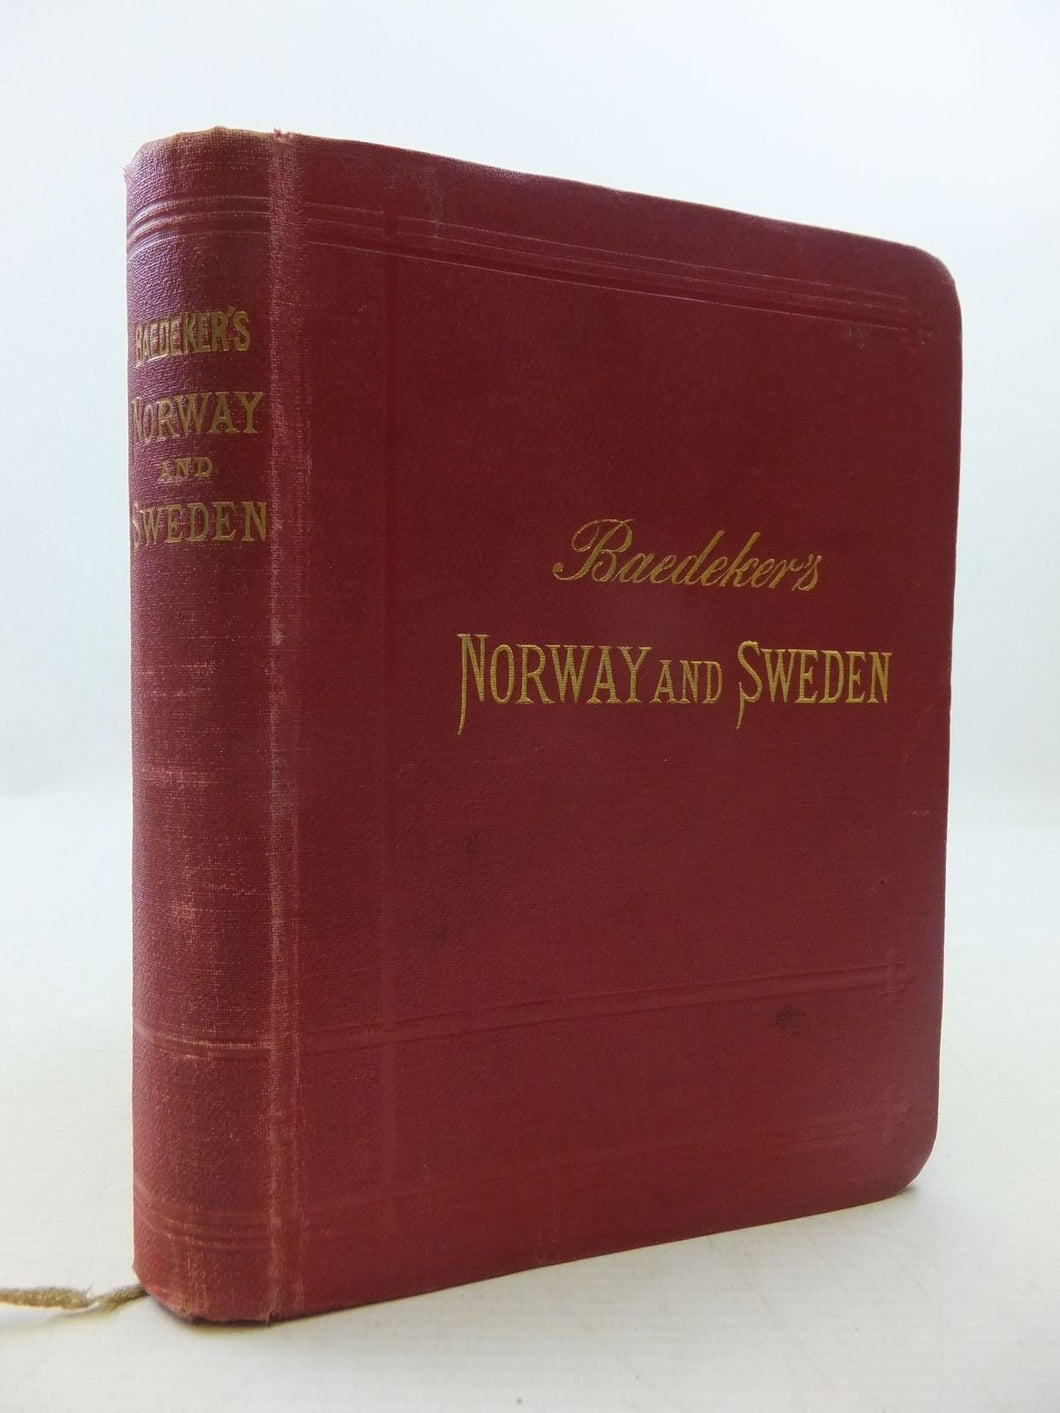 BAEDEKER'S
NORWAY
AND
SWEDEN
Baedeker's
NORWAY AND SWEDEN